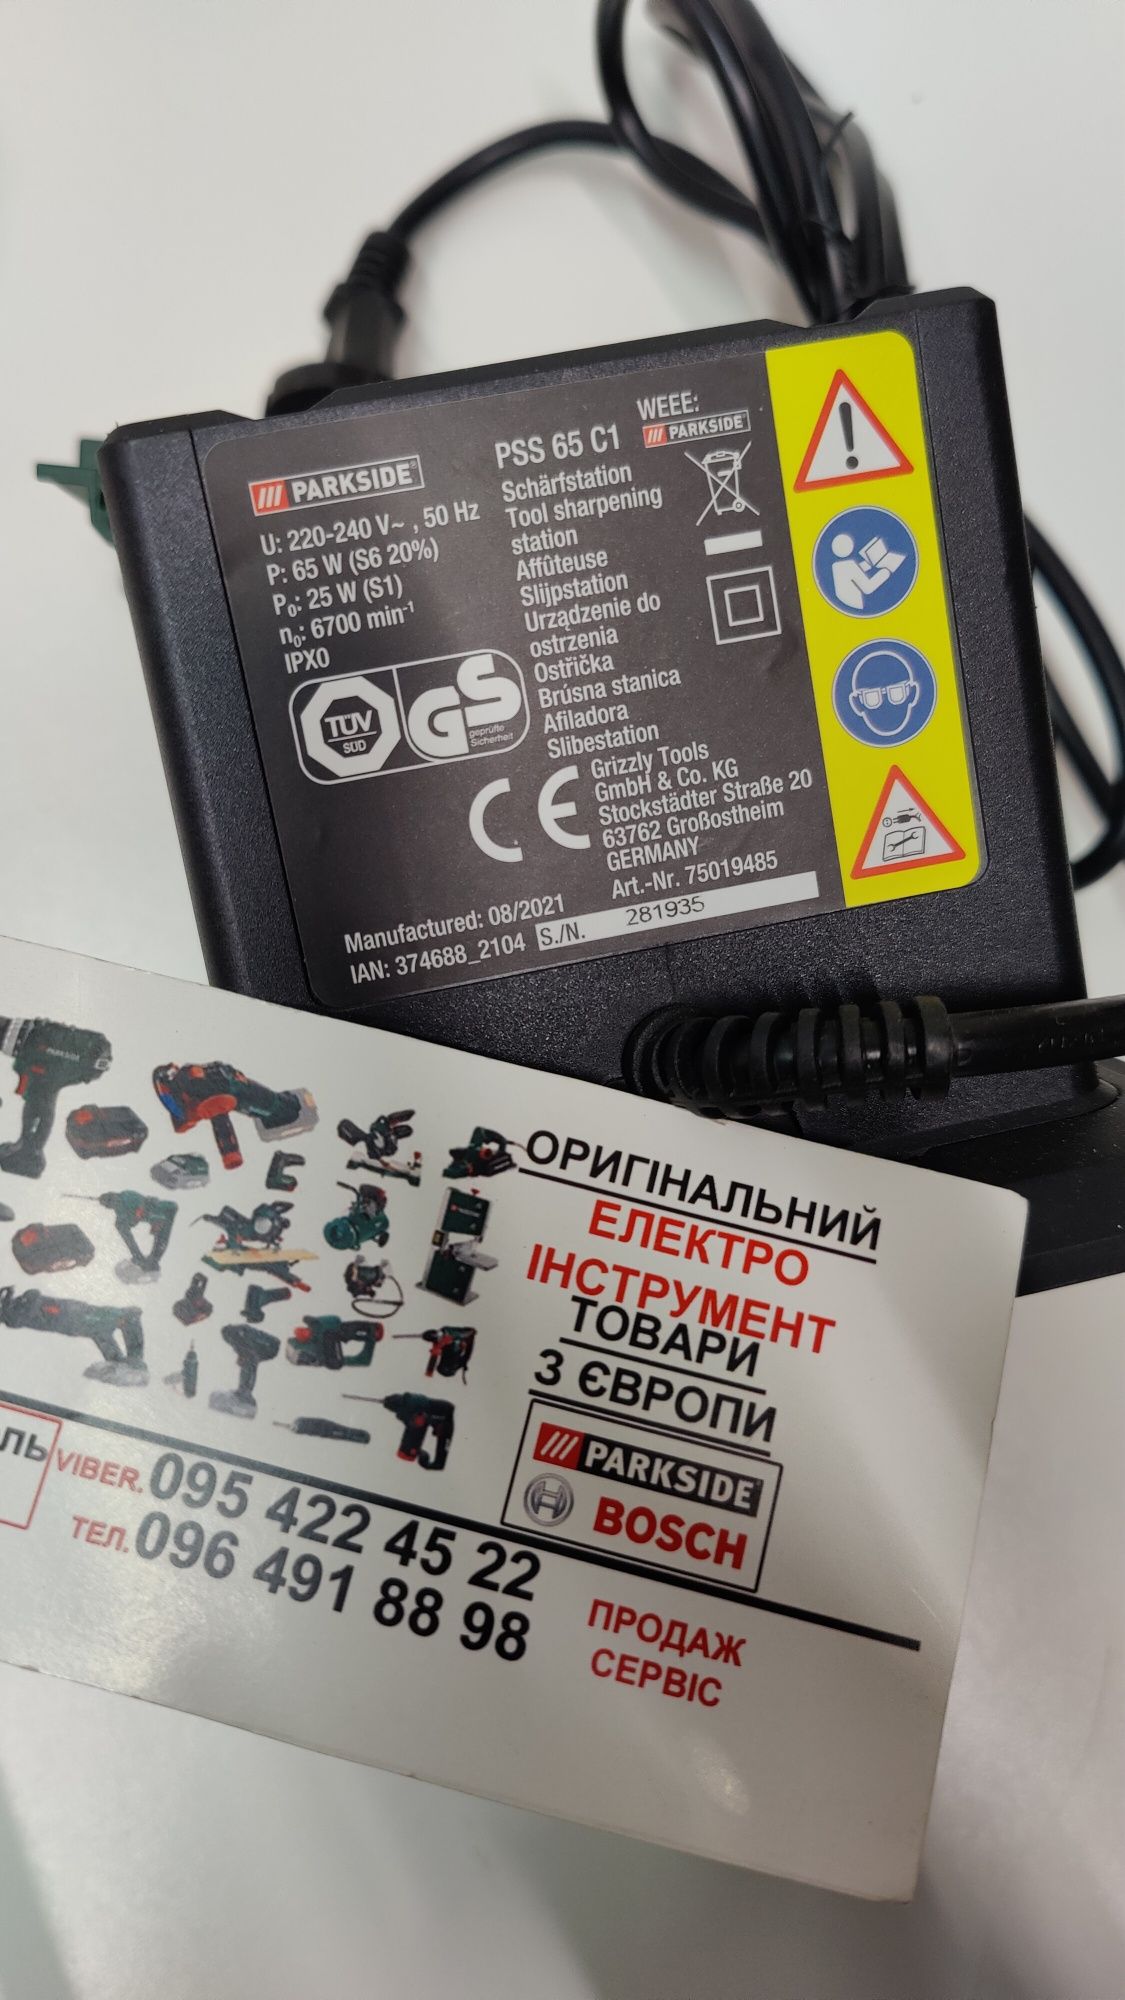 PARKSIDE®
U: 220-240 V~ , 50 Hz
P: 65 W (S6 20%)
P₀: 25 W (S1)
n₀: 6700 min⁻¹
IPX0
TÜV
SÜD
GS
geprüfte
Sicherheit
CE
Manufactured: 08/2021
IAN: 374688_2104
PSS 65 C1
Schärfstation
Tool sharpening
station
Affûteuse
Slijpstation
Urządzenie do
ostrzenia
Ostřička
Brúsna stanica
Afiladora
Slibestation
Grizzly Tools
GmbH & Co. KG
Stockstädter Straße 20
63762 Großostheim
GERMANY
Art.-Nr. 75019485
S./N. 281935
WEEE:
PARKSIDE®
ОРИГІНАЛЬНИЙ
ЕЛЕКТРО
ІНСТРУМЕНТ
ТОВАРИ
З ЄВРОПИ
PARKSIDE®
BOSCH
VIBER. 095 422 45 22
ТЕЛ. 096 491 88 98
ПРОДАЖ
СЕРВІС